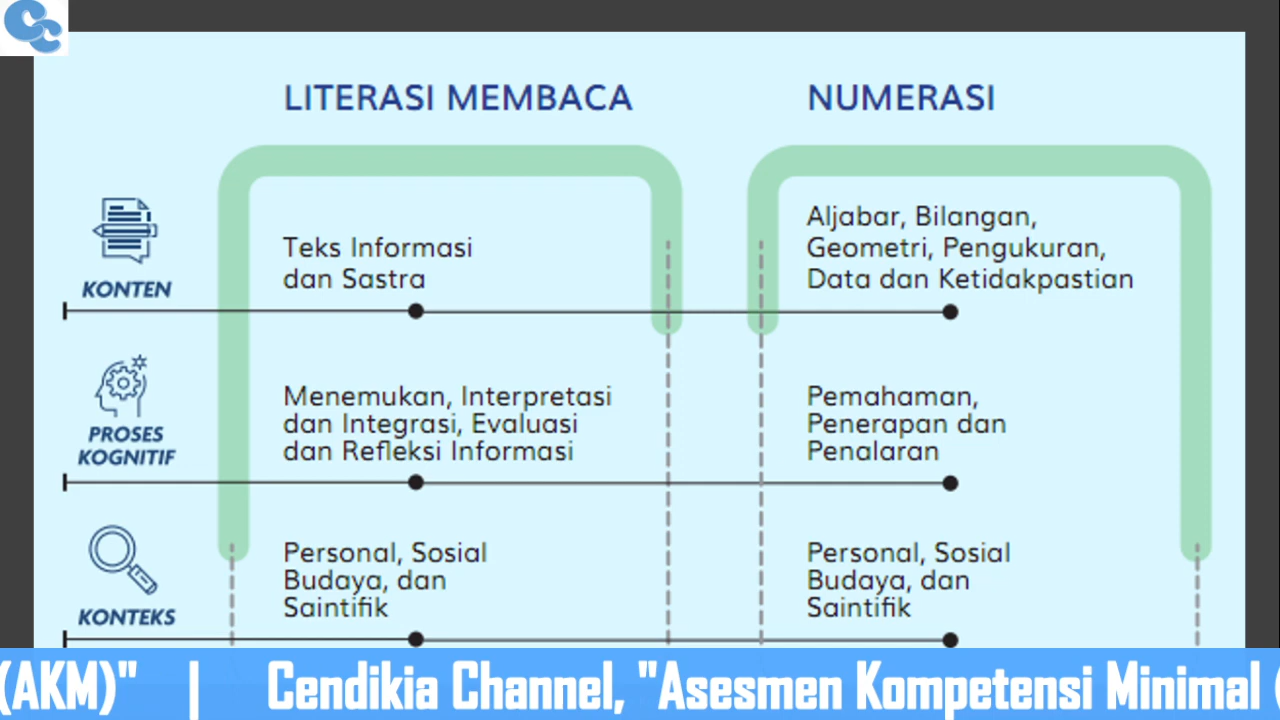 LITERASI MEMBACA
NUMERASI
KONTEN
Teks Informasi
dan Sastra
Aljabar, Bilangan,
Geometri, Pengukuran,
Data dan Ketidakpastian
PROSES
KOGNITIF
Menemukan, Interpretasi
dan Integrasi, Evaluasi
dan Refleksi Informasi
Pemahaman,
Penerapan dan
Penalaran
KONTEKS
Personal, Sosial
Budaya, dan
Saintifik
Personal, Sosial
Budaya, dan
Saintifik
(AKM)" | Cendikia Channel, "Asesmen Kompetensi Minimal (